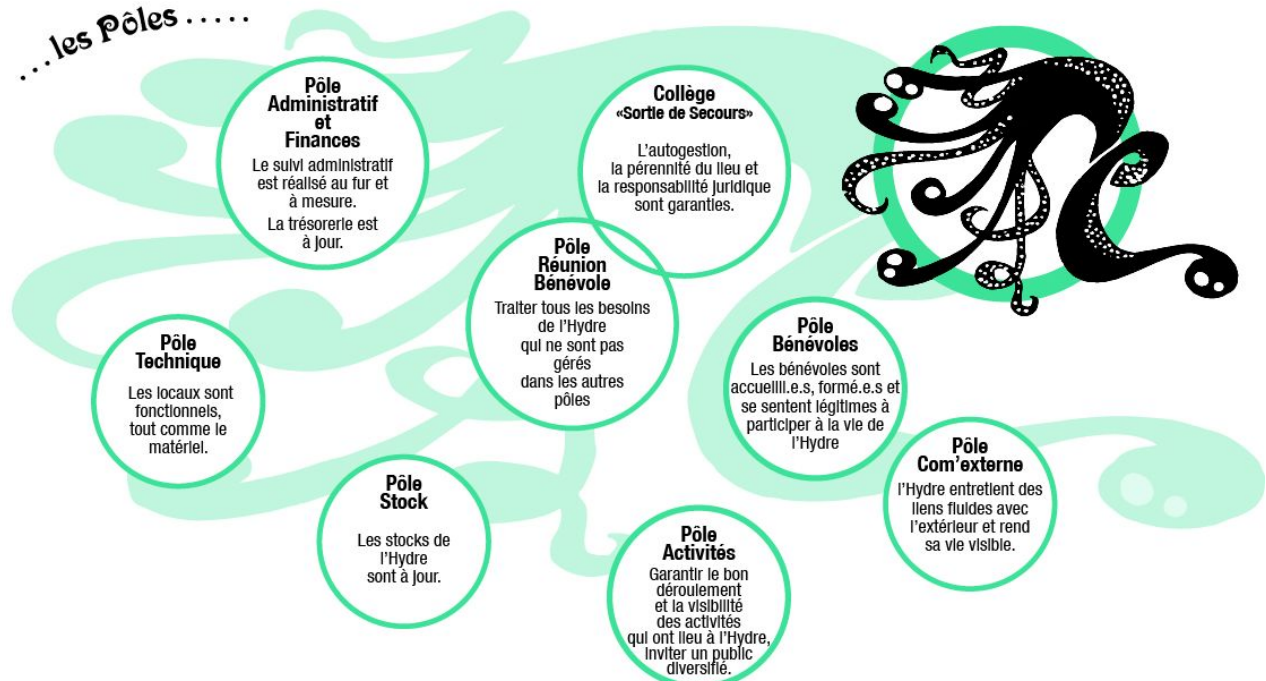 ...les Pôles.....
Pôle
Administratif
et
Finances
Le suivi administratif
est réalisé au fur et
à mesure.
La trésorerie est
à jour.
Collège
«Sortie de Secours»
L'autogestion,
la pérennité du lieu et
la responsabilité juridique
sont garanties.
Pôle
Réunion
Bénévole
Traiter tous les besoins
de l'Hydre
qui ne sont pas
gérés
dans les autres
pôles
Pôle
Technique
Les locaux sont
fonctionnels,
tout comme le
matériel.
Pôle
Bénévoles
Les bénévoles sont
accueilli.e.s, formé.e.s et
se sentent légitimes à
participer à la vie de
l'Hydre
Pôle
Com'externe
l'Hydre entretient des
liens fluides avec
l'extérieur et rend
sa vie visible.
Pôle
Stock
Les stocks de
l'Hydre
sont à jour.
Pôle
Activités
Garantir le bon
déroulement
et la visibilité
des activités
qui ont lieu à l'Hydre,
inviter un public
diversifié.